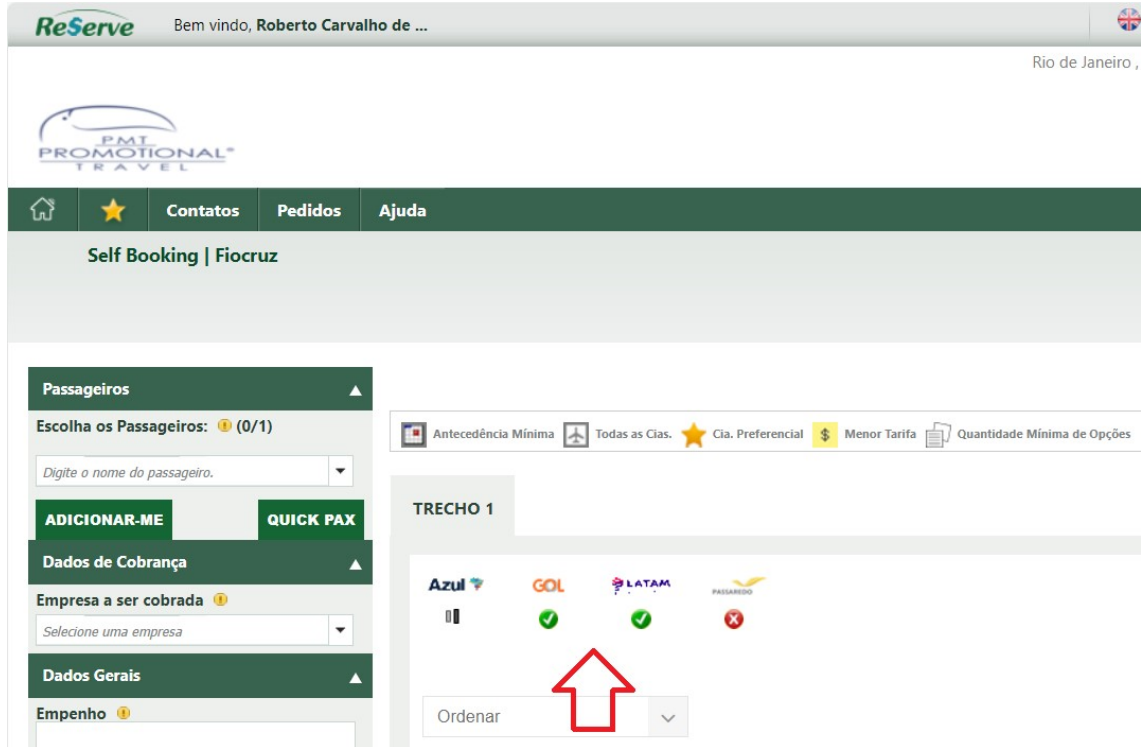 ReServe Bem vindo, Roberto Carvalho de ...
Rio de Janeiro ,
PMT
PROMOTIONAL®
TRAVEL
Contatos Pedidos Ajuda
Self Booking | Fiocruz
Passageiros
Escolha os Passageiros: (0/1)
Digite o nome do passageiro.
ADICIONAR-ME QUICK PAX
Dados de Cobrança
Empresa a ser cobrada
Selecione uma empresa
Dados Gerais
Empenho
Antecedência Mínima Todas as Cias. Cia. Preferencial $ Menor Tarifa Quantidade Mínima de Opções
TRECHO 1
Azul GOL LATAM PASSAREDO
Ordenar